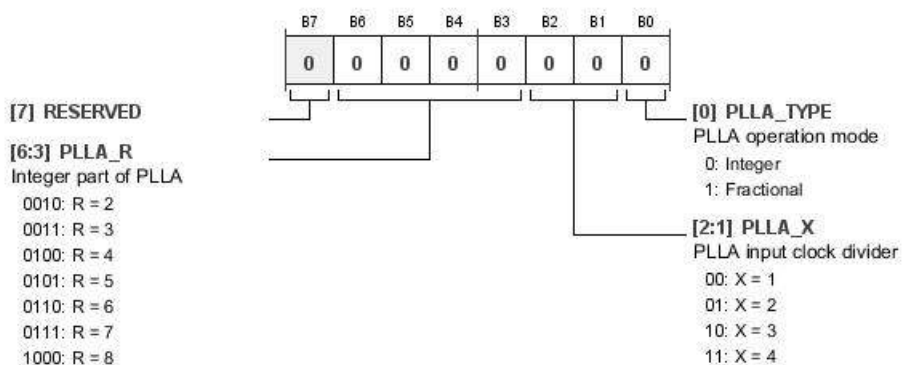 B7 B6 B5 B4 B3 B2 B1 B0
0 0 0 0 0 0 0 0
[7] RESERVED
[6:3] PLLA_R
Integer part of PLLA
0010: R = 2
0011: R = 3
0100: R = 4
0101: R = 5
0110: R = 6
0111: R = 7
1000: R = 8
[0] PLLA_TYPE
PLLA operation mode
0: Integer
1: Fractional
[2:1] PLLA_X
PLLA input clock divider
00: X = 1
01: X = 2
10: X = 3
11: X = 4